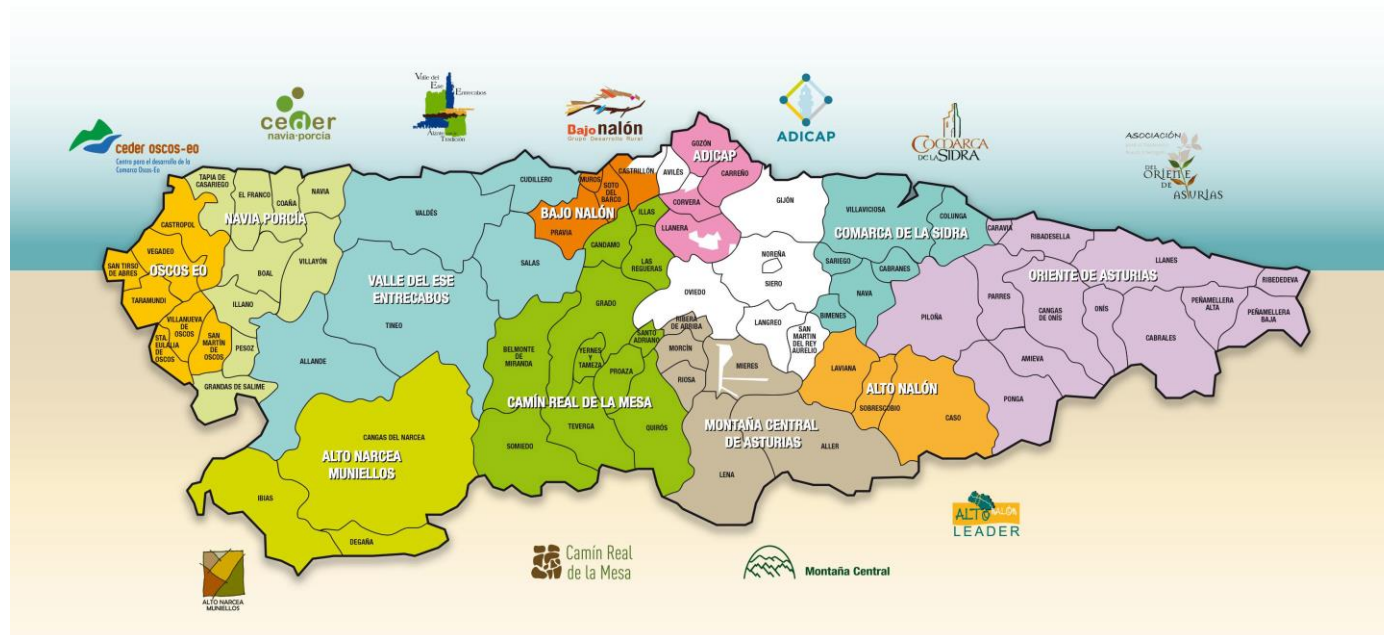 Valle del
Ese
Entrecabos
ceder
navia-porcía
Bajo nalón
Grupo Desarrollo Rural
ADICAP
COMARCA
DE LA SIDRA
ASOCIACIÓN
DEL
ORIENTE
DE
ASTURIAS
ceder oscos-eo
Centro para el desarrollo de la
Comarca Oscos-Eo
TAPIA DE
CASARIEGO
EL FRANCO
COAÑA
NAVIA
NAVIA PORCÍA
CASTROPOL
VEGADEO
OSCOS EO
SAN TIRSO
DE ABRES
TARAMUNDI
VILLANUEVA
DE
OSCOS
STA.
EULALIA
DE
OSCOS
SAN
MARTÍN
DE OSCOS
BOAL
VILLAYÓN
ILLANO
PESOZ
GRANDAS DE SALIME
VALDÉS
CUDILLERO
SALAS
VALLE DEL ESE
ENTRECABOS
TINEO
ALLANDE
MUROS
SOTO
DEL
BARCO
CASTRILLÓN
BAJO NALÓN
PRAVIA
AVILÉS
GOZÓN
ADICAP
CARREÑO
CORVERA
LLANERA
GIJÓN
ILLAS
CANDAMO
LAS
REGUERAS
GRADO
SANTO
ADRIANO
BELMONTE
DE
MIRANDA
YERNES
Y
TAMEZA
PROAZA
CAMÍN REAL DE LA MESA
TEVERGA
QUIRÓS
SOMIEDO
NOREÑA
SIERO
OVIEDO
LANGREO
SAN
MARTIN
DEL REY
AURELIO
RIBERA
DE ARRIBA
MORCÍN
RIOSA
MIERES
MONTAÑA CENTRAL
DE ASTURIAS
ALLER
LENA
VILLAVICIOSA
COLUNGA
COMARCA DE LA SIDRA
SARIEGO
CABRANES
NAVA
BIMENES
LAVIANA
ALTO NALÓN
SOBRESCOBIO
CASO
CARAVIA
RIBADESELLA
LLANES
ORIENTE DE ASTURIAS
RIBEDEDEVA
PILOÑA
PARRES
CANGAS
DE ONÍS
ONÍS
PEÑAMELLERA
ALTA
PEÑAMELLERA
BAJA
CABRALES
AMIEVA
PONGA
CANGAS DEL NARCEA
ALTO NARCEA
MUNIELLOS
IBIAS
DEGAÑA
ALTO NARCEA
MUNIELLOS
Camín Real
de la Mesa
Montaña Central
ALTO NALÓN
LEADER